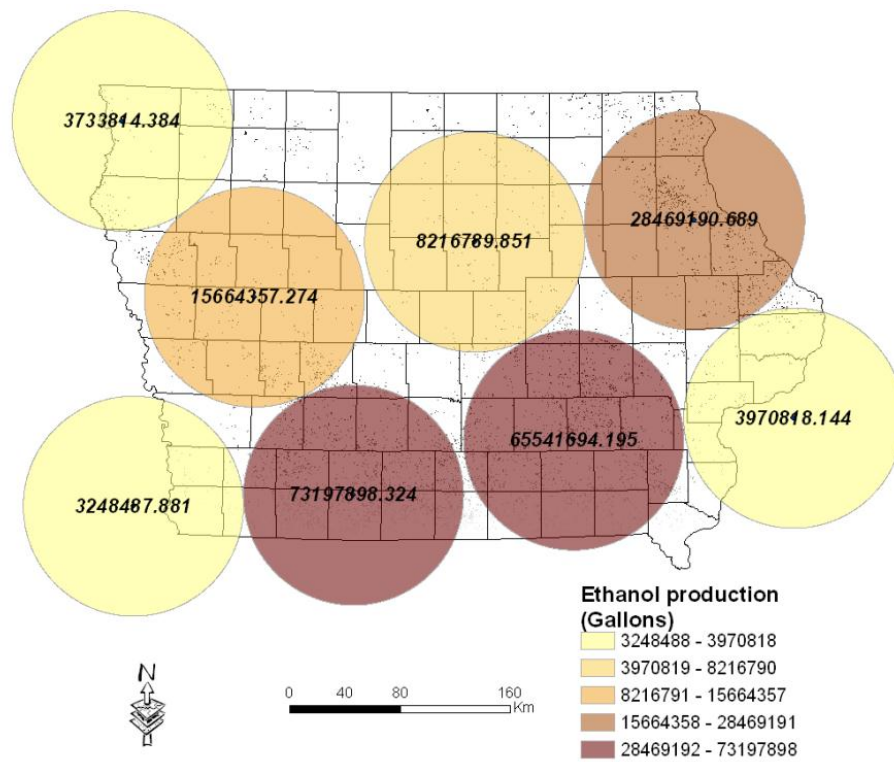 3733814.384
28469190.689
8216789.851
15664357.274
3970818.144
65541694.195
73197898.324
3248487.881
Ethanol production
(Gallons)
3248488 - 3970818
3970819 - 8216790
8216791 - 15664357
15664358 - 28469191
28469192 - 73197898
N
0 40 80 160
Km